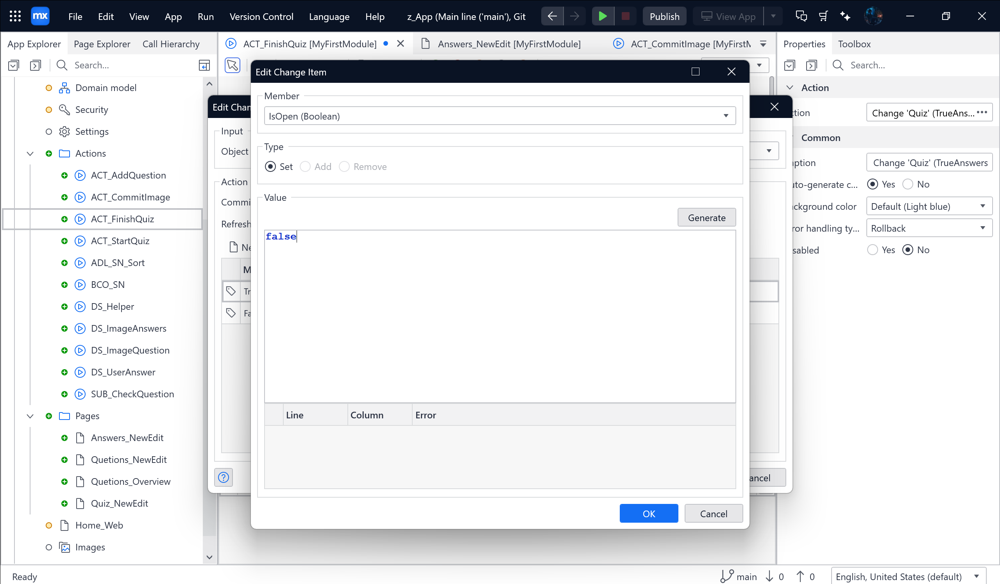 mx File Edit View App Run Version Control Language Help z_App (Main line ('main'), Git Publish View App
App Explorer Page Explorer Call Hierarchy
Search...
Domain model
Security
Settings
Actions
ACT_AddQuestion
ACT_CommitImage
ACT_FinishQuiz
ACT_StartQuiz
ADL_SN_Sort
BCO_SN
DS_Helper
DS_ImageAnswers
DS_ImageQuestion
DS_UserAnswer
SUB_CheckQuestion
Pages
Answers_NewEdit
Quetions_NewEdit
Quetions_Overview
Quiz_NewEdit
Home_Web
Images
ACT_FinishQuiz [MyFirstModule] Answers_NewEdit [MyFirstModule] ACT_CommitImage [MyFirstM
Edit Chan
Input
Object
Action
Commi
Refresh
Ne
M
Tr
Fa
ancel
Edit Change Item
Member
IsOpen (Boolean)
Type
Set Add Remove
Value
Generate
false
Line Column Error
OK Cancel
Properties Toolbox
Search...
Action
ction Change 'Quiz' (TrueAns... ...
Common
aption Change 'Quiz' (TrueAnswers
uto-generate c... Yes No
ackground color Default (Light blue)
ror handling ty... Rollback
sabled Yes No
Ready
main 0 0 English, United States (default)